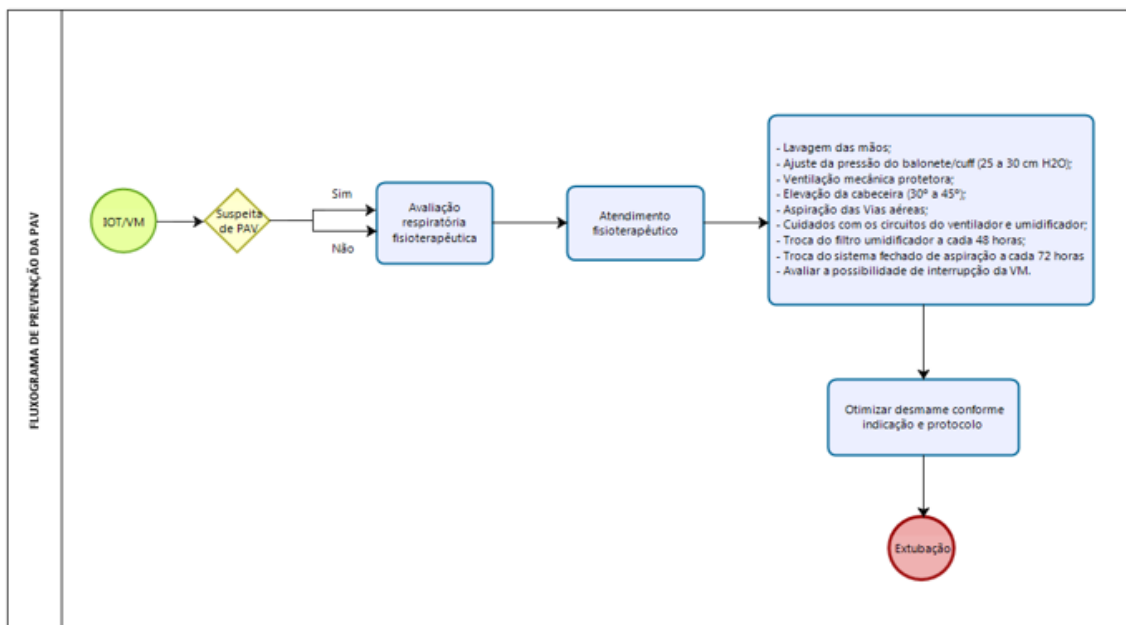 FLUXOGRAMA DE PREVENÇÃO DA PAV
IOT/VM
Suspeita
de PAV
Sim
Não
Avaliação
respiratória
fisioterapêutica
Atendimento
fisioterapêutico
- Lavagem das mãos;
- Ajuste da pressão do balonete/cuff (25 a 30 cm H2O);
- Ventilação mecânica protetora;
- Elevação da cabeceira (30º a 45º);
- Aspiração das Vias aéreas;
- Cuidados com os circuitos do ventilador e umidificador;
- Troca do filtro umidificador a cada 48 horas;
- Troca do sistema fechado de aspiração a cada 72 horas
- Avaliar a possibilidade de interrupção da VM.
Otimizar desmame conforme
indicação e protocolo
Extubação